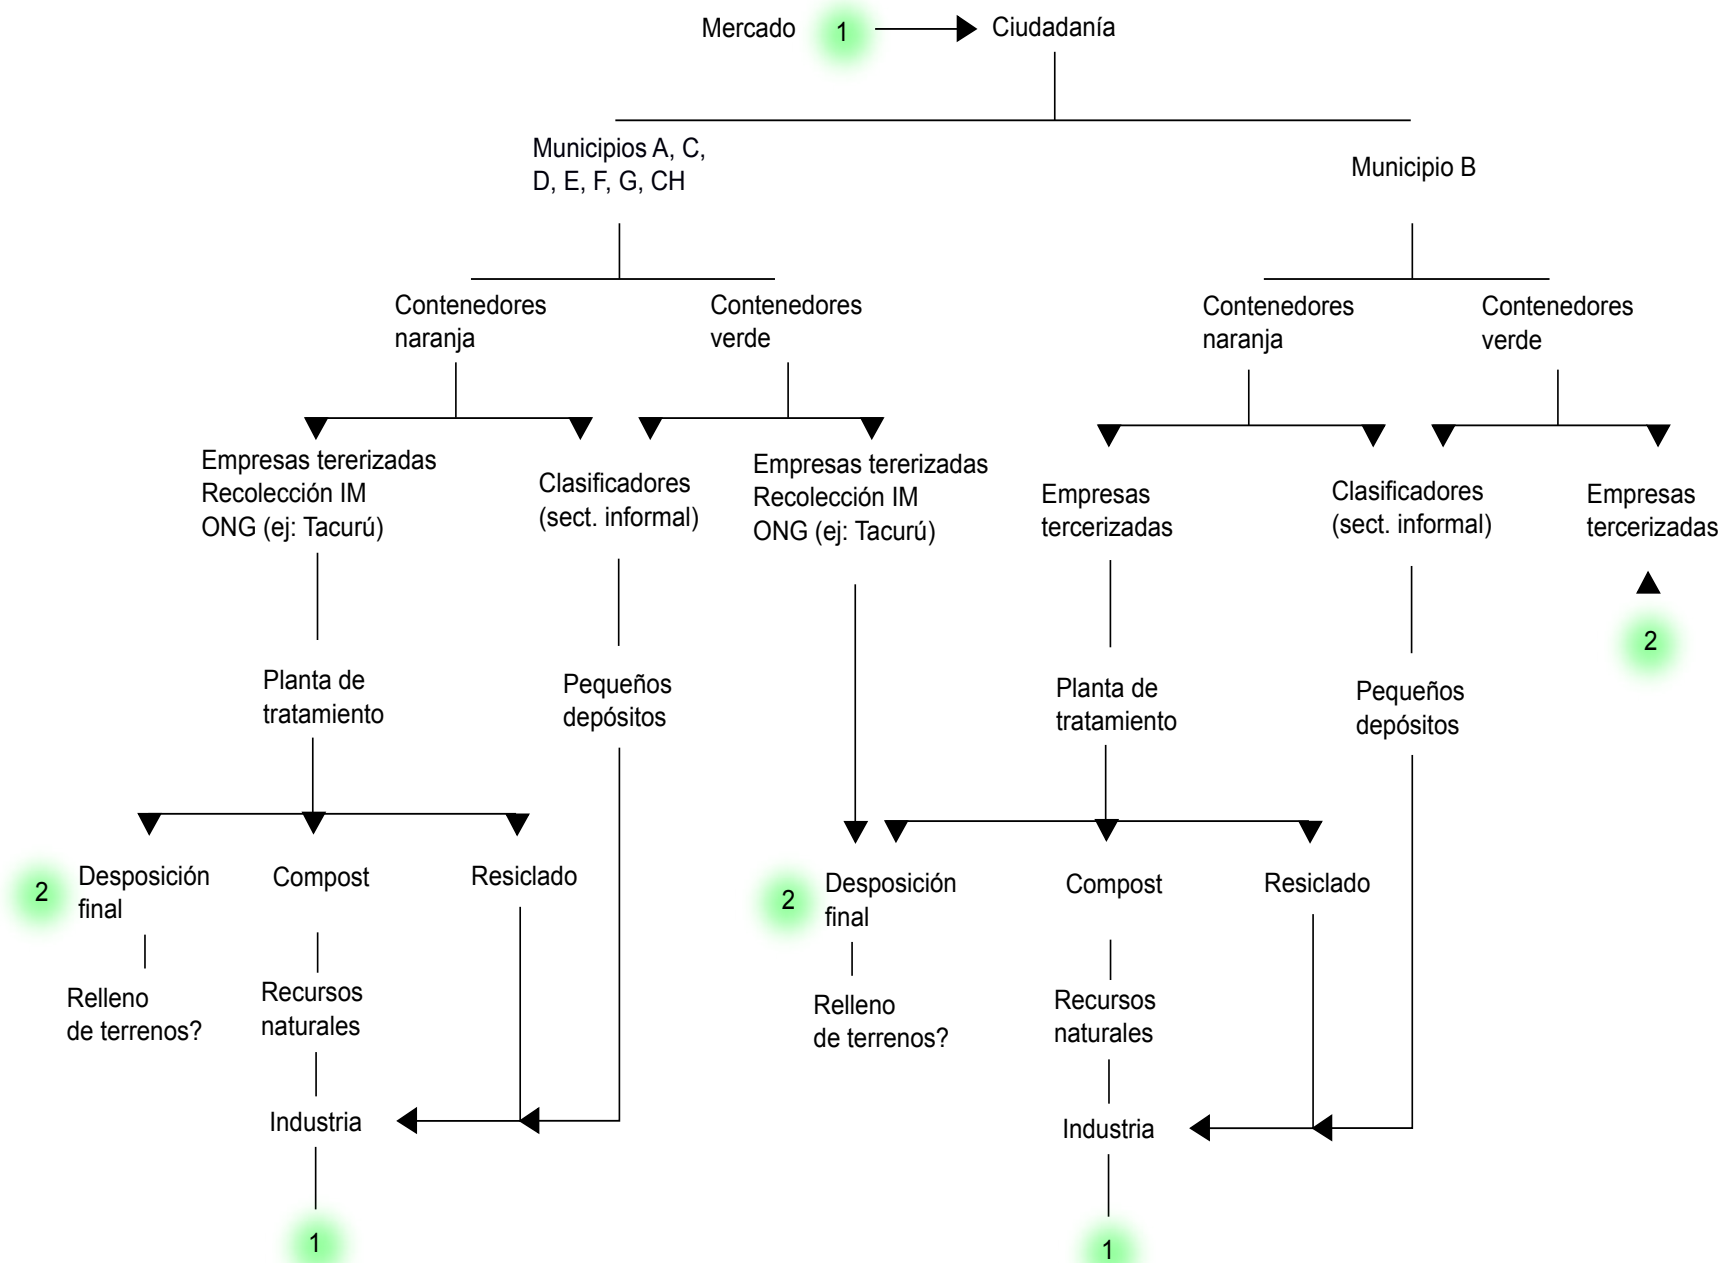 Mercado
1
Ciudadanía
Municipios A, C,
D, E, F, G, CH
Municipio B
Contenedores
naranja
Contenedores
verde
Contenedores
naranja
Contenedores
verde
Empresas tererizadas
Recolección IM
ONG (ej: Tacurú)
Clasificadores
(sect. informal)
Empresas tererizadas
Recolección IM
ONG (ej: Tacurú)
Empresas
tercerizadas
Clasificadores
(sect. informal)
Empresas
tercerizadas
2
Planta de
tratamiento
Pequeños
depósitos
Planta de
tratamiento
Pequeños
depósitos
2
Desposición
final
Compost
Resiclado
2
Desposición
final
Compost
Resiclado
Relleno
de terrenos?
Recursos
naturales
Relleno
de terrenos?
Recursos
naturales
Industria
Industria
1
1